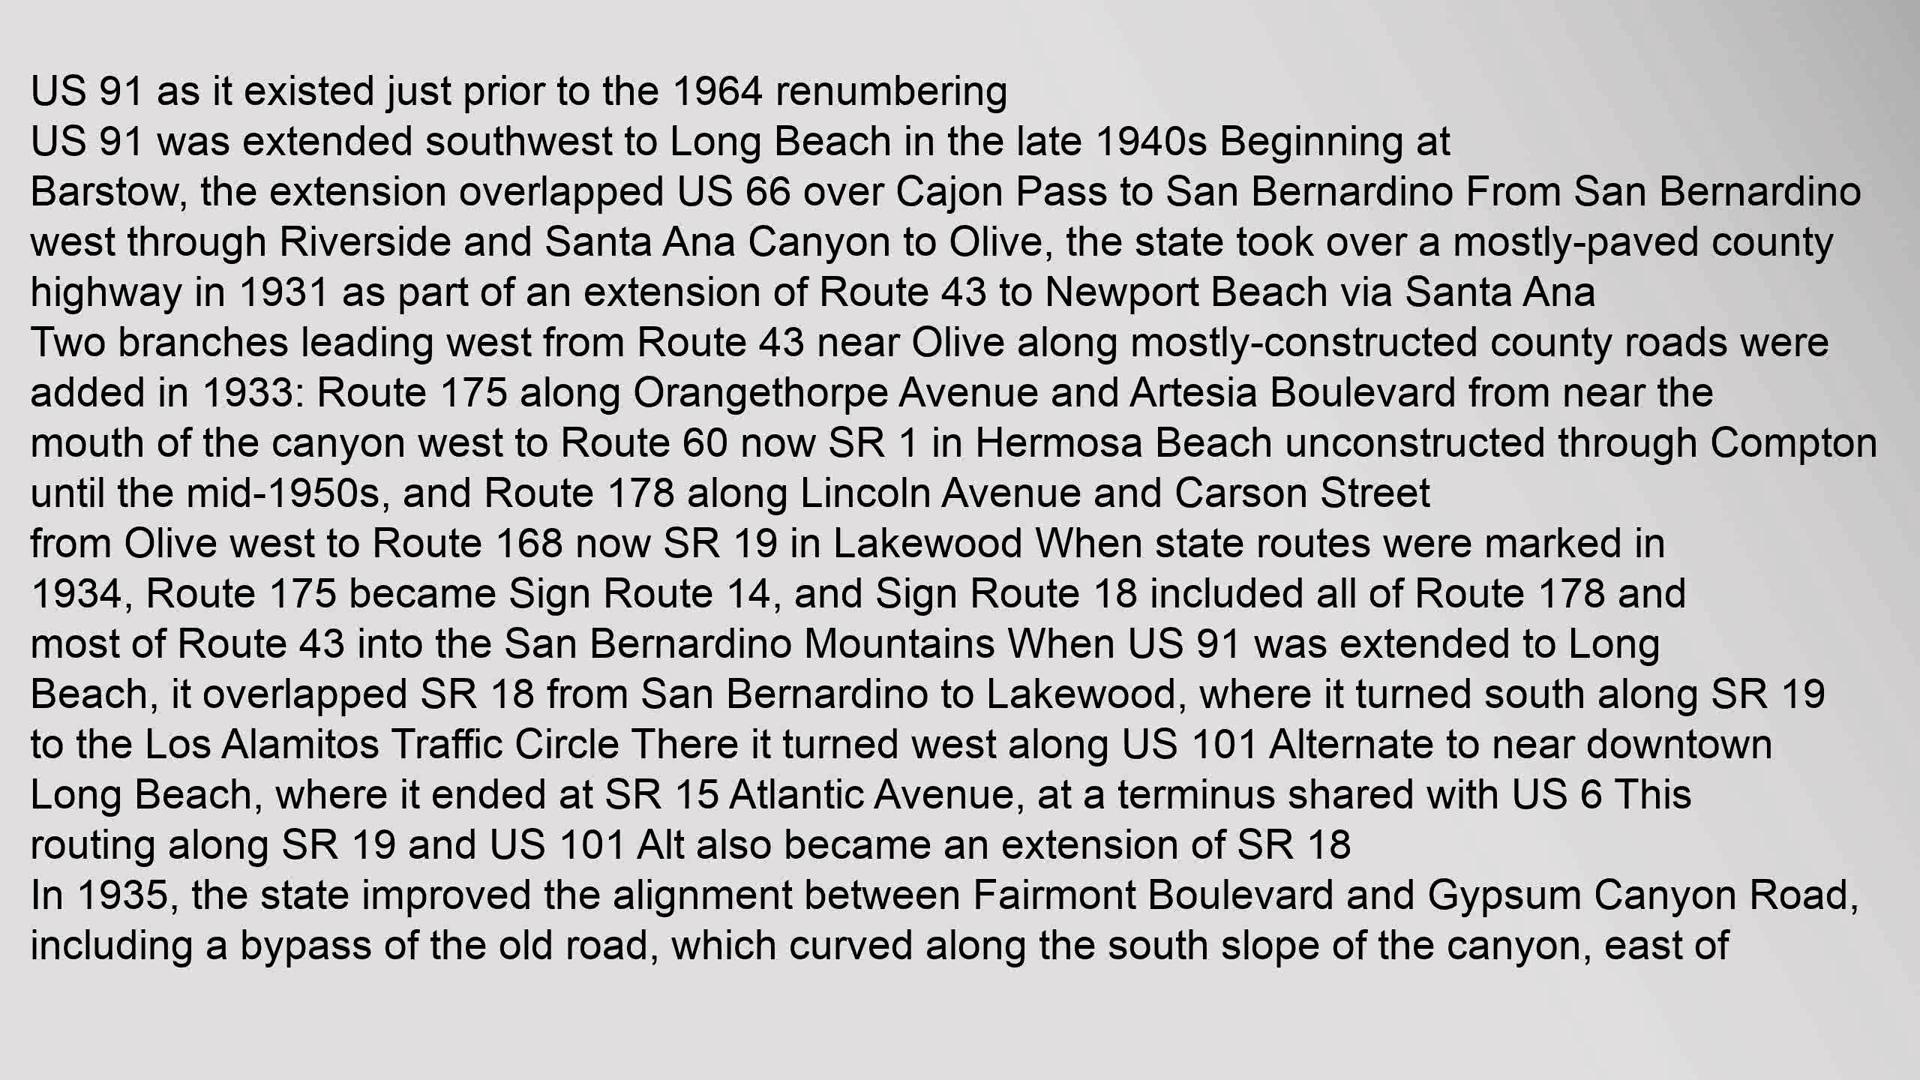 US 91 as it existed just prior to the 1964 renumbering
US 91 was extended southwest to Long Beach in the late 1940s Beginning at
Barstow, the extension overlapped US 66 over Cajon Pass to San Bernardino From San Bernardino
west through Riverside and Santa Ana Canyon to Olive, the state took over a mostly-paved county
highway in 1931 as part of an extension of Route 43 to Newport Beach via Santa Ana
Two branches leading west from Route 43 near Olive along mostly-constructed county roads were
added in 1933: Route 175 along Orangethorpe Avenue and Artesia Boulevard from near the
mouth of the canyon west to Route 60 now SR 1 in Hermosa Beach unconstructed through Compton
until the mid-1950s, and Route 178 along Lincoln Avenue and Carson Street
from Olive west to Route 168 now SR 19 in Lakewood When state routes were marked in
1934, Route 175 became Sign Route 14, and Sign Route 18 included all of Route 178 and
most of Route 43 into the San Bernardino Mountains When US 91 was extended to Long
Beach, it overlapped SR 18 from San Bernardino to Lakewood, where it turned south along SR 19
to the Los Alamitos Traffic Circle There it turned west along US 101 Alternate to near downtown
Long Beach, where it ended at SR 15 Atlantic Avenue, at a terminus shared with US 6 This
routing along SR 19 and US 101 Alt also became an extension of SR 18
In 1935, the state improved the alignment between Fairmont Boulevard and Gypsum Canyon Road,
including a bypass of the old road, which curved along the south slope of the canyon, east of